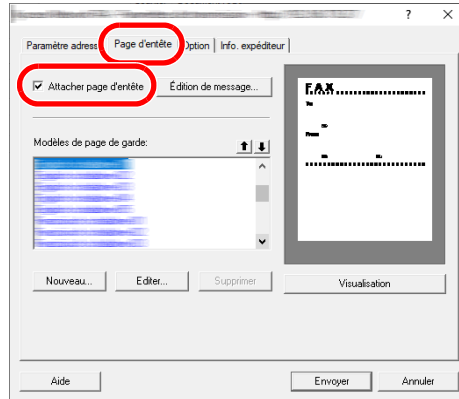 ?
Paramètre adress Page d'entête Option Info. expéditeur
Attacher page d'entête Édition de message...
FAX
Modèles de page de garde:
Nouveau... Editer... Supprimer Visualisation
Aide Envoyer Annuler